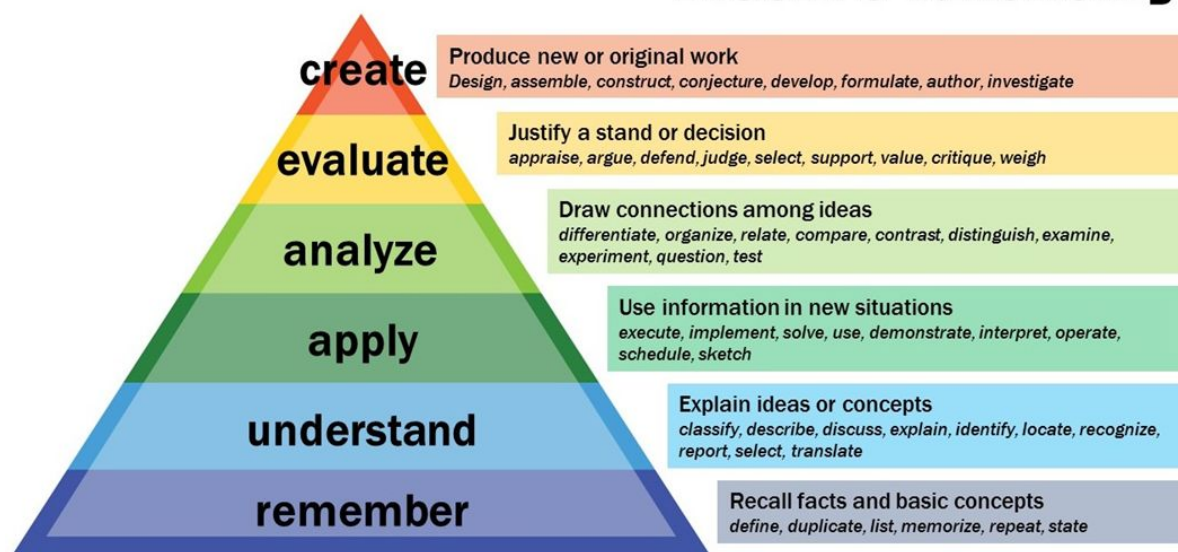 create
Produce new or original work
Design, assemble, construct, conjecture, develop, formulate, author, investigate
evaluate
Justify a stand or decision
appraise, argue, defend, judge, select, support, value, critique, weigh
analyze
Draw connections among ideas
differentiate, organize, relate, compare, contrast, distinguish, examine,
experiment, question, test
apply
Use information in new situations
execute, implement, solve, use, demonstrate, interpret, operate,
schedule, sketch
understand
Explain ideas or concepts
classify, describe, discuss, explain, identify, locate, recognize,
report, select, translate
remember
Recall facts and basic concepts
define, duplicate, list, memorize, repeat, state